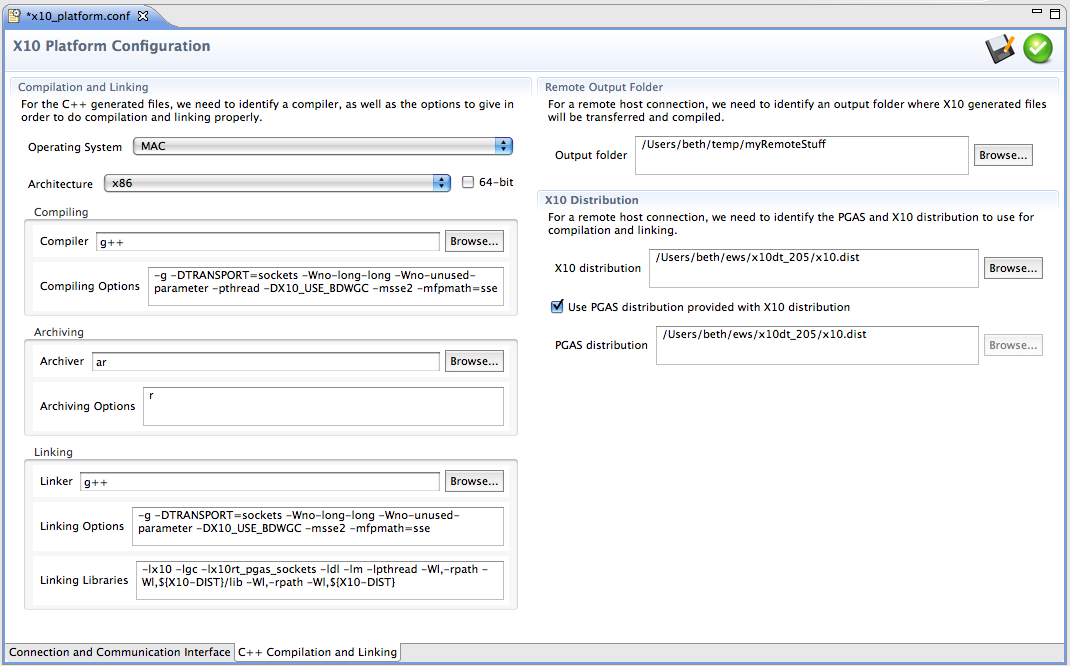 *x10_platform.conf
X10 Platform Configuration
Compilation and Linking
For the C++ generated files, we need to identify a compiler, as well as the options to give in
order to do compilation and linking properly.
Operating System MAC
Architecture x86 64-bit
Compiling
Compiler g++ Browse...
Compiling Options -g -DTRANSPORT=sockets -Wno-long-long -Wno-unused-
parameter -pthread -DX10_USE_BDWGC -msse2 -mfpmath=sse
Archiving
Archiver ar Browse...
Archiving Options r
Linking
Linker g++ Browse...
Linking Options -g -DTRANSPORT=sockets -Wno-long-long -Wno-unused-
parameter -DX10_USE_BDWGC -msse2 -mfpmath=sse
Linking Libraries -lx10 -lgc -lx10rt_pgas_sockets -ldl -lm -lpthread -Wl,-rpath -
Wl,${X10-DIST}/lib -Wl,-rpath -Wl,${X10-DIST}
Remote Output Folder
For a remote host connection, we need to identify an output folder where X10 generated files
will be transferred and compiled.
Output folder /Users/beth/temp/myRemoteStuff Browse...
X10 Distribution
For a remote host connection, we need to identify the PGAS and X10 distribution to use for
compilation and linking.
X10 distribution /Users/beth/ews/x10dt_205/x10.dist Browse...
Use PGAS distribution provided with X10 distribution
PGAS distribution /Users/beth/ews/x10dt_205/x10.dist Browse...
Connection and Communication Interface C++ Compilation and Linking